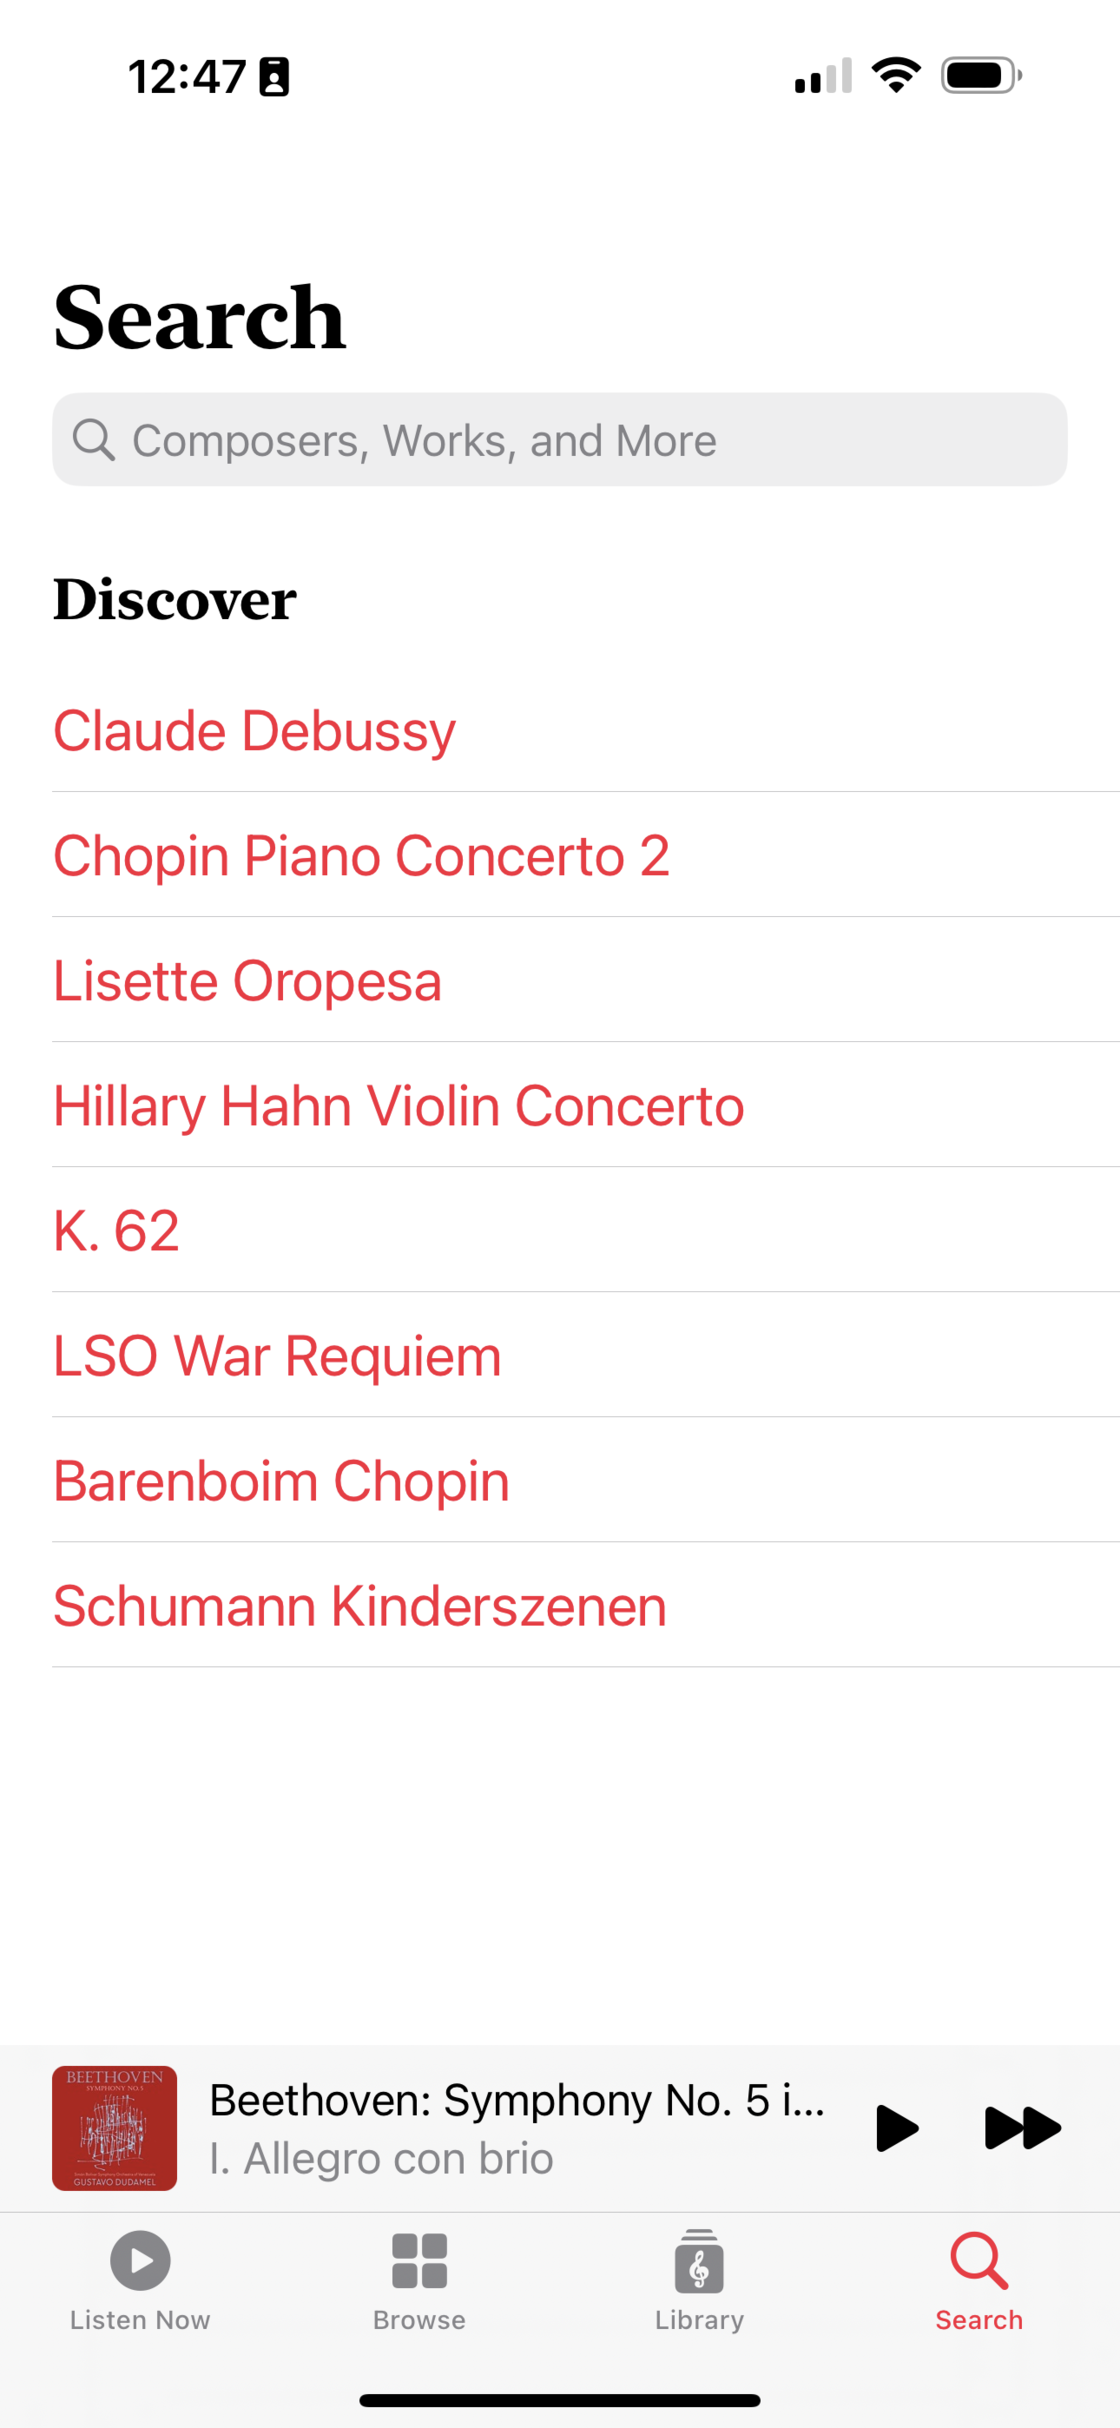 12:47
Search
Composers, Works, and More
Discover
Claude Debussy
Chopin Piano Concerto 2
Lisette Oropesa
Hillary Hahn Violin Concerto
K. 62
LSO War Requiem
Barenboim Chopin
Schumann Kinderszenen
BEETHOVEN
SYMPHONY NO. 5
GUSTAVO DUDAMEL
Beethoven: Symphony No. 5 i...
I. Allegro con brio
Listen Now
Browse
Library
Search